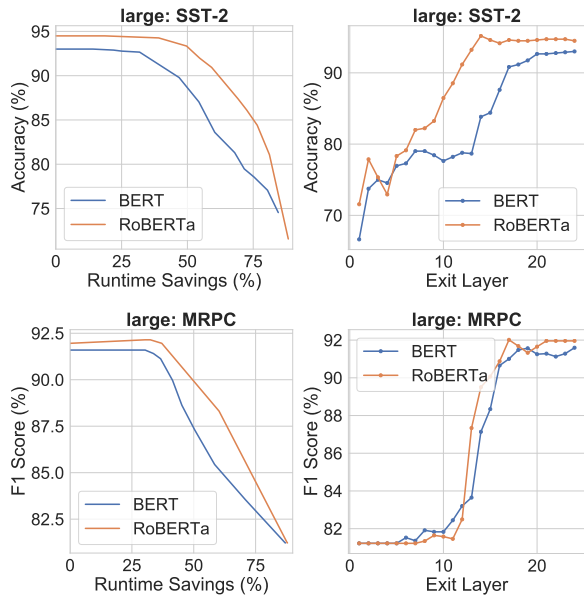 large: SST-2
95
90
85
80
75
Accuracy (%)
BERT
RoBERTa
0 25 50 75
Runtime Savings (%)
large: SST-2
90
80
70
Accuracy (%)
BERT
RoBERTa
0 10 20
Exit Layer
large: MRPC
92.5
90.0
87.5
85.0
82.5
F1 Score (%)
BERT
RoBERTa
0 25 50 75
Runtime Savings (%)
large: MRPC
92
90
88
86
84
82
F1 Score (%)
BERT
RoBERTa
0 10 20
Exit Layer